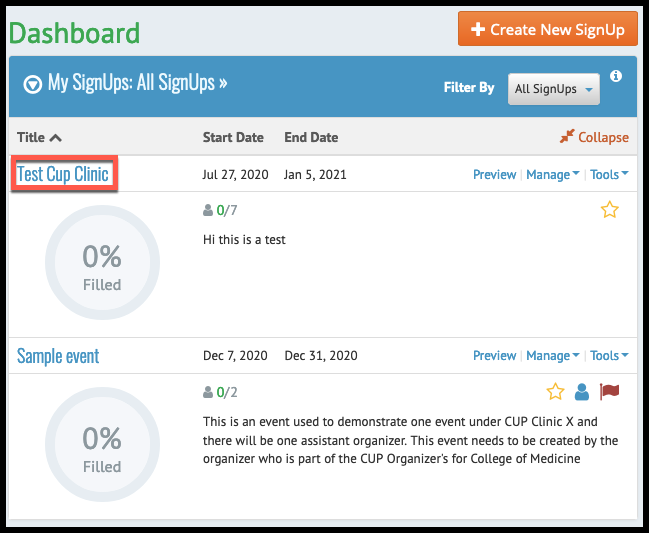 Dashboard
+ Create New SignUp
My SignUps: All SignUps »
Filter By
All SignUps
Title
Start Date
End Date
Collapse
Test Cup Clinic
Jul 27, 2020
Jan 5, 2021
Preview | Manage | Tools
0/7
Hi this is a test
0%
Filled
Sample event
Dec 7, 2020
Dec 31, 2020
Preview | Manage | Tools
0/2
This is an event used to demonstrate one event under CUP Clinic X and
there will be one assistant organizer. This event needs to be created by the
organizer who is part of the CUP Organizer's for College of Medicine
0%
Filled